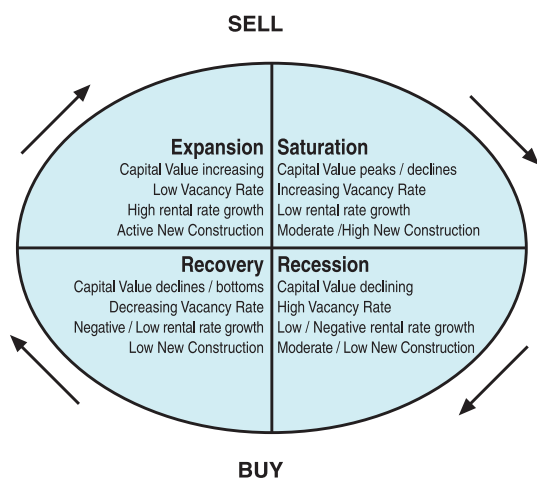 SELL
Expansion
Capital Value increasing
Low Vacancy Rate
High rental rate growth
Active New Construction
Saturation
Capital Value peaks / declines
Increasing Vacancy Rate
Low rental rate growth
Moderate /High New Construction
Recovery
Capital Value declines / bottoms
Decreasing Vacancy Rate
Negative / Low rental rate growth
Low New Construction
Recession
Capital Value declining
High Vacancy Rate
Low / Negative rental rate growth
Moderate / Low New Construction
BUY